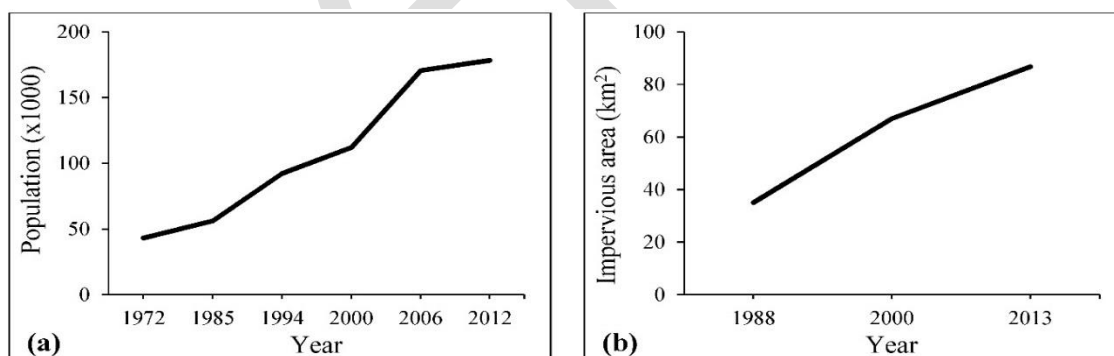 Population (x1000)
200
150
100
50
0
1972 1985 1994 2000 2006 2012
Year
(a)
Impervious area (km²)
100
80
60
40
20
0
1988 2000 2013
Year
(b)